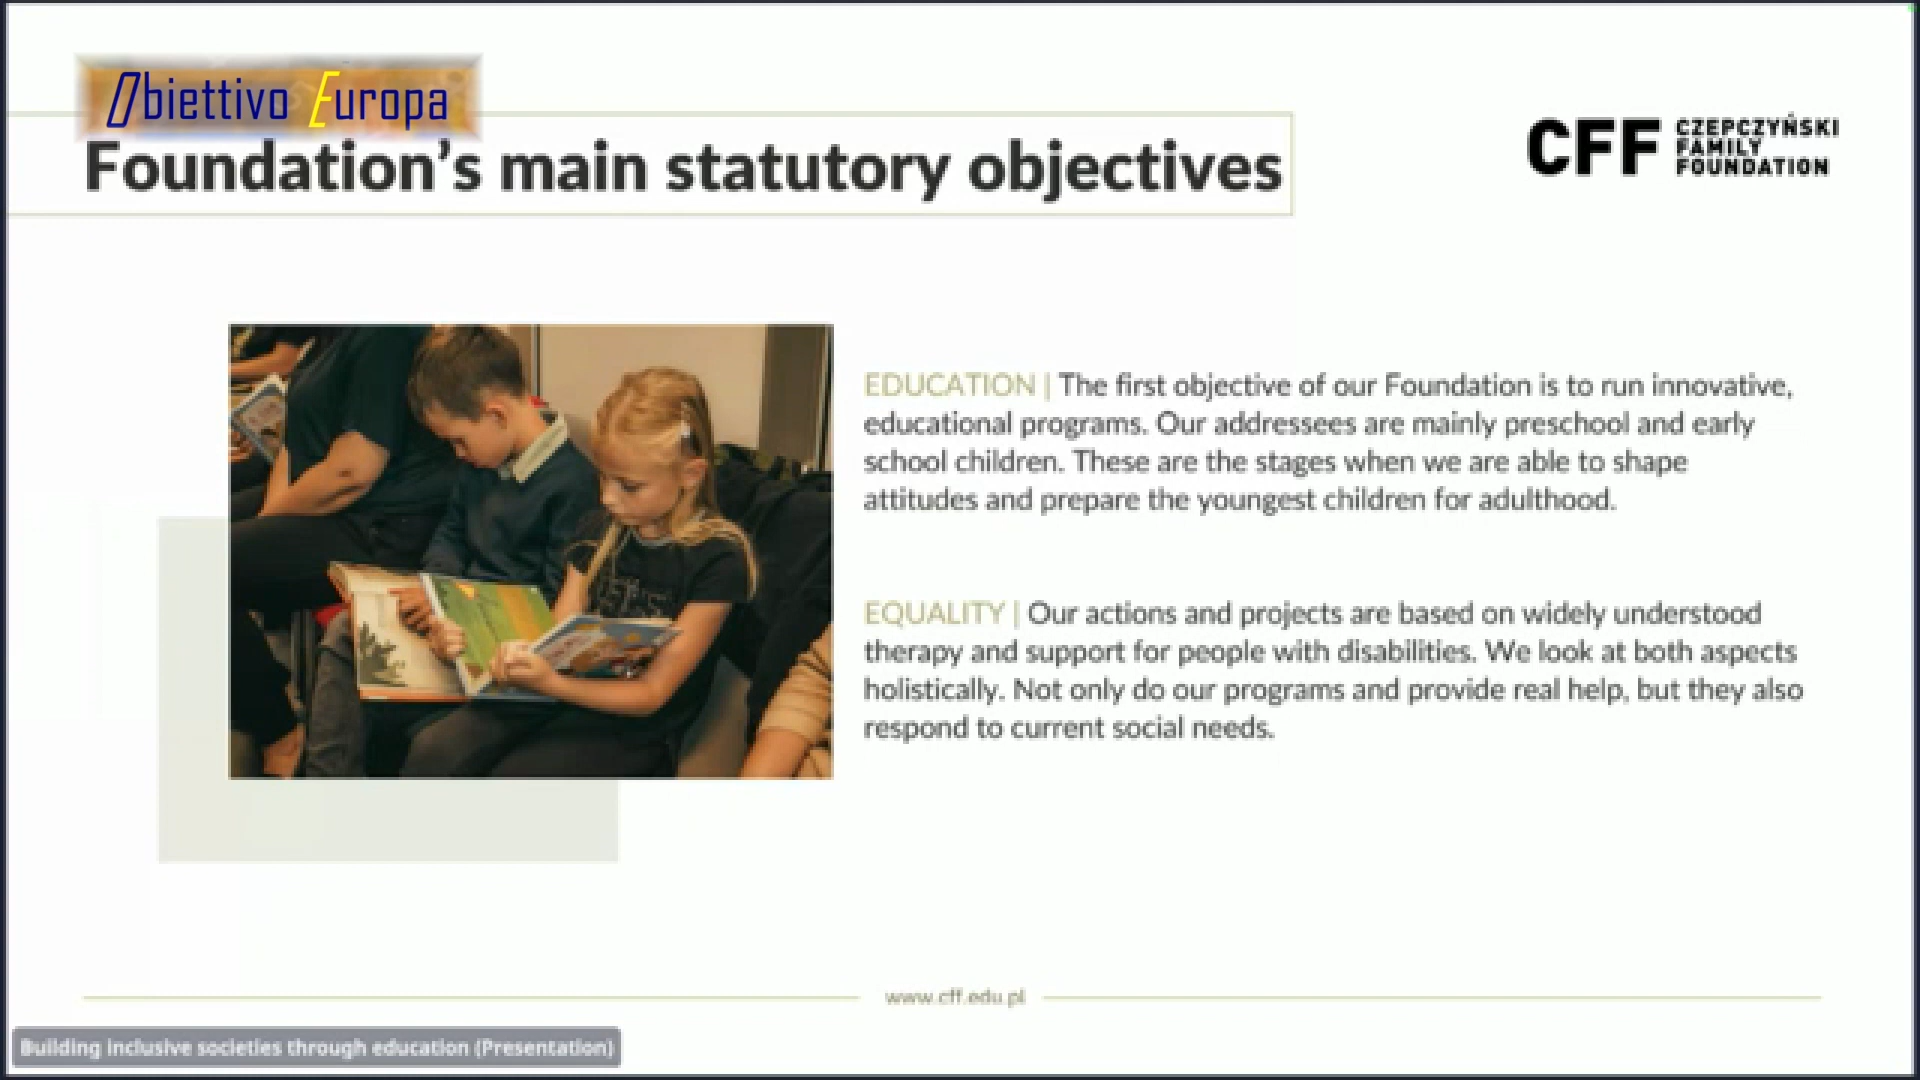 Obiettivo Europa
Foundation's main statutory objectives
CFF CZEPCZYŃSKI
FAMILY
FOUNDATION
EDUCATION | The first objective of our Foundation is to run innovative,
educational programs. Our addressees are mainly preschool and early
school children. These are the stages when we are able to shape
attitudes and prepare the youngest children for adulthood.
EQUALITY | Our actions and projects are based on widely understood
therapy and support for people with disabilities. We look at both aspects
holistically. Not only do our programs and provide real help, but they also
respond to current social needs.
www.cff.edu.pl
Building inclusive societies through education (Presentation)